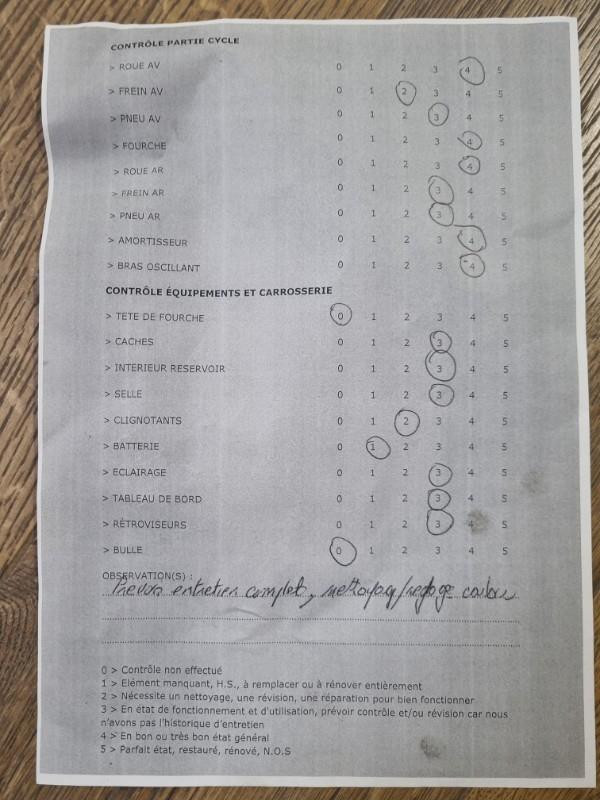 CONTRÔLE PARTIE CYCLE
> ROUE AV 0 1 2 3 4 5
> FREIN AV 0 1 2 3 4 5
> PNEU AV 0 1 2 3 4 5
> FOURCHE 0 1 2 3 4 5
> ROUE AR 0 1 2 3 4 5
> FREIN AR 0 1 2 3 4 5
> PNEU AR 0 1 2 3 4 5
> AMORTISSEUR 0 1 2 3 4 5
> BRAS OSCILLANT 0 1 2 3 4 5
CONTRÔLE ÉQUIPEMENTS ET CARROSSERIE
> TETE DE FOURCHE 0 1 2 3 4 5
> CACHES 0 1 2 3 4 5
> INTERIEUR RESERVOIR 0 1 2 3 4 5
> SELLE 0 1 2 3 4 5
> CLIGNOTANTS 0 1 2 3 4 5
> BATTERIE 0 1 2 3 4 5
> ECLAIRAGE 0 1 2 3 4 5
> TABLEAU DE BORD 0 1 2 3 4 5
> RÉTROVISEURS 0 1 2 3 4 5
> BULLE 0 1 2 3 4 5
OBSERVATION(S) :
entretien complet,
0 > Contrôle non effectué
1 > Elément manquant, H.S., à remplacer ou à rénover entièrement
2 > Nécessite un nettoyage, une révision, une réparation pour bien fonctionner
3 > En état de fonctionnement et d'utilisation, prévoir contrôle et/ou révision car nous
n'avons pas l'historique d'entretien
4 > En bon ou très bon état général
5 > Parfait état, restauré, rénové, N.O.S